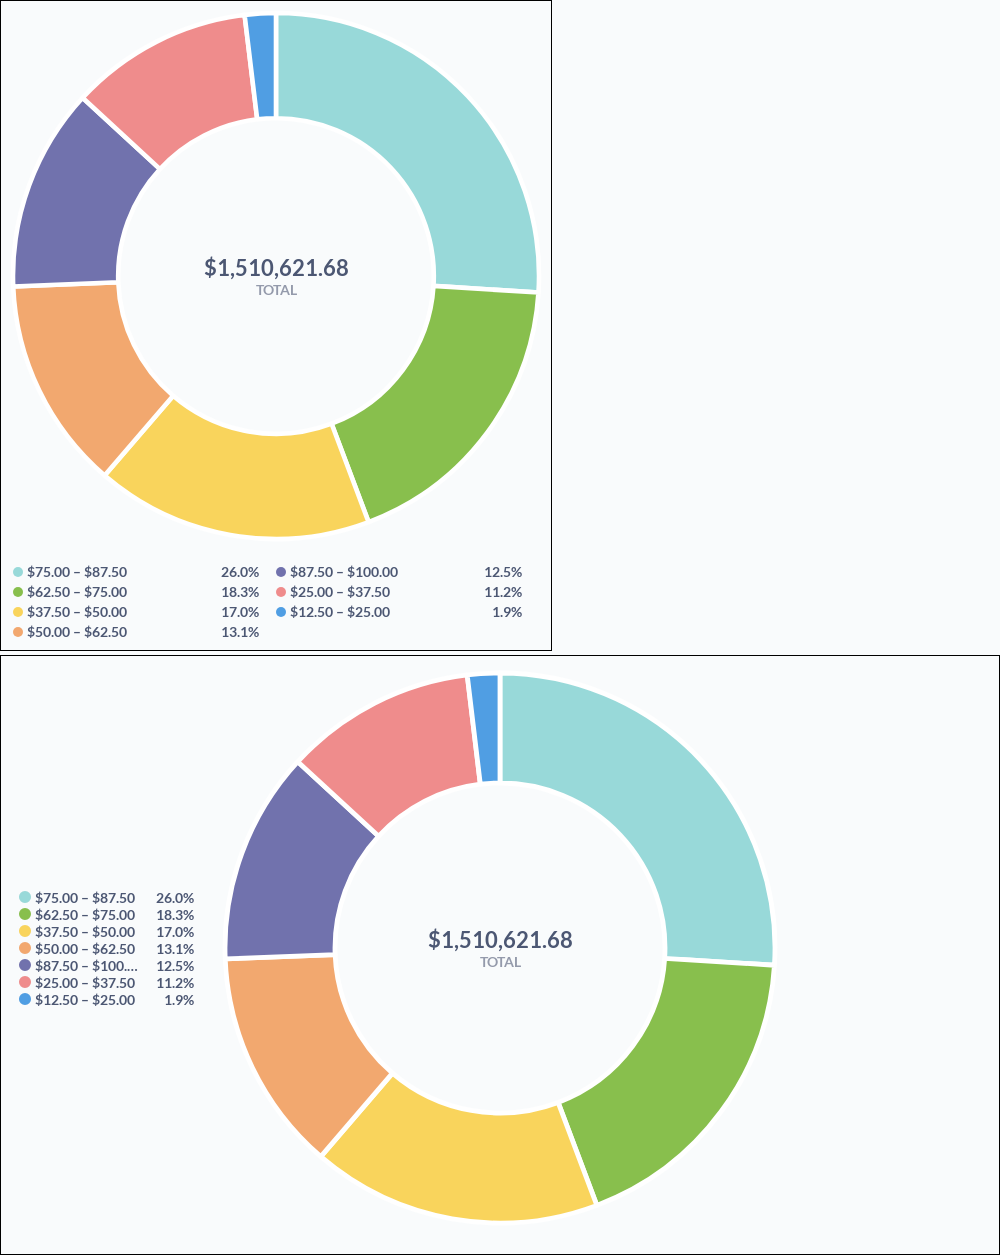 $1,510,621.68
TOTAL
$75.00 – $87.50 26.0% $87.50 – $100.00 12.5%
$62.50 – $75.00 18.3% $25.00 – $37.50 11.2%
$37.50 – $50.00 17.0% $12.50 – $25.00 1.9%
$50.00 – $62.50 13.1%
$75.00 – $87.50 26.0%
$62.50 – $75.00 18.3%
$37.50 – $50.00 17.0%
$50.00 – $62.50 13.1%
$87.50 – $100.... 12.5%
$25.00 – $37.50 11.2%
$12.50 – $25.00 1.9%
$1,510,621.68
TOTAL